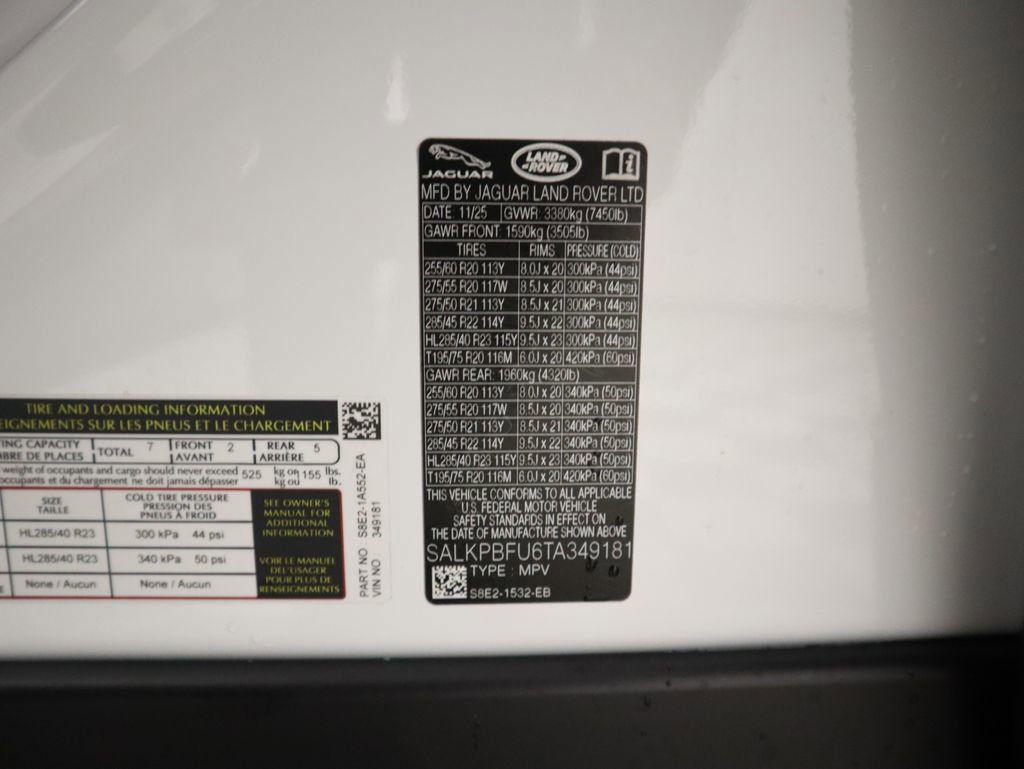 JAGUAR
LAND-
-ROVER
MFD BY JAGUAR LAND ROVER LTD
DATE 11/25 GVWR: 3380kg (7450lb)
GAWR FRONT: 1590kg (3505lb)
TIRES RIMS PRESSURE (COLD)
255/60 R20 113Y 8.0J x 20 300kPa (44psi)
275/55 R20 117W 8.5J x 20 300kPa (44psi)
275/50 R21 113Y 8.5J x 21 300kPa (44psi)
285/45 R22 114Y 9.5J x 22 300kPa (44psi)
HL285/40 R23 115Y 9.5J x 23 300kPa (44psi)
T195/75 R20 116M 6.0J x 20 420kPa (60psi)
GAWR REAR: 1960kg (4320lb)
255/60 R20 113Y 8.0J x 20 340kPa (50psi)
275/55 R20 117W 8.5J x 20 340kPa (50psi)
275/50 R21 113Y 8.5J x 21 340kPa (50psi)
285/45 R22 114Y 9.5J x 22 340kPa (50psi)
HL285/40 R23 115Y 9.5J x 23 340kPa (50psi)
T195/75 R20 116M 6.0J x 20 420kPa (60psi)
THIS VEHICLE CONFORMS TO ALL APPLICABLE
U.S. FEDERAL MOTOR VEHICLE
SAFETY STANDARDS IN EFFECT ON
THE DATE OF MANUFACTURE SHOWN ABOVE
SALKPBFU6TA349181
TYPE : MPV
S8E2-1532-EB
TIRE AND LOADING INFORMATION
EIGNEMENTS SUR LES PNEUS ET LE CHARGEMENT
ING CAPACITY TOTAL 7 FRONT 2 REAR 5
BRE DE PLACES AVANT ARRIÈRE
weight of occupants and cargo should never exceed 525 kg or 155 lbs.
occupants et du chargement ne doit jamais dépasser kg ou lb.
SIZE COLD TIRE PRESSURE
TAILLE PRESSION DES
PNEUS À FROID
HL285/40 R23 300 kPa 44 psi
HL285/40 R23 340 kPa 50 psi
None / Aucun None / Aucun
SEE OWNER'S
MANUAL FOR
ADDITIONAL
INFORMATION
VOIR LE MANUEL
DE L'USAGER
POUR PLUS DE
RENSEIGNEMENTS
PART NO : S8E2-1A552-EA
VIN NO : 349181